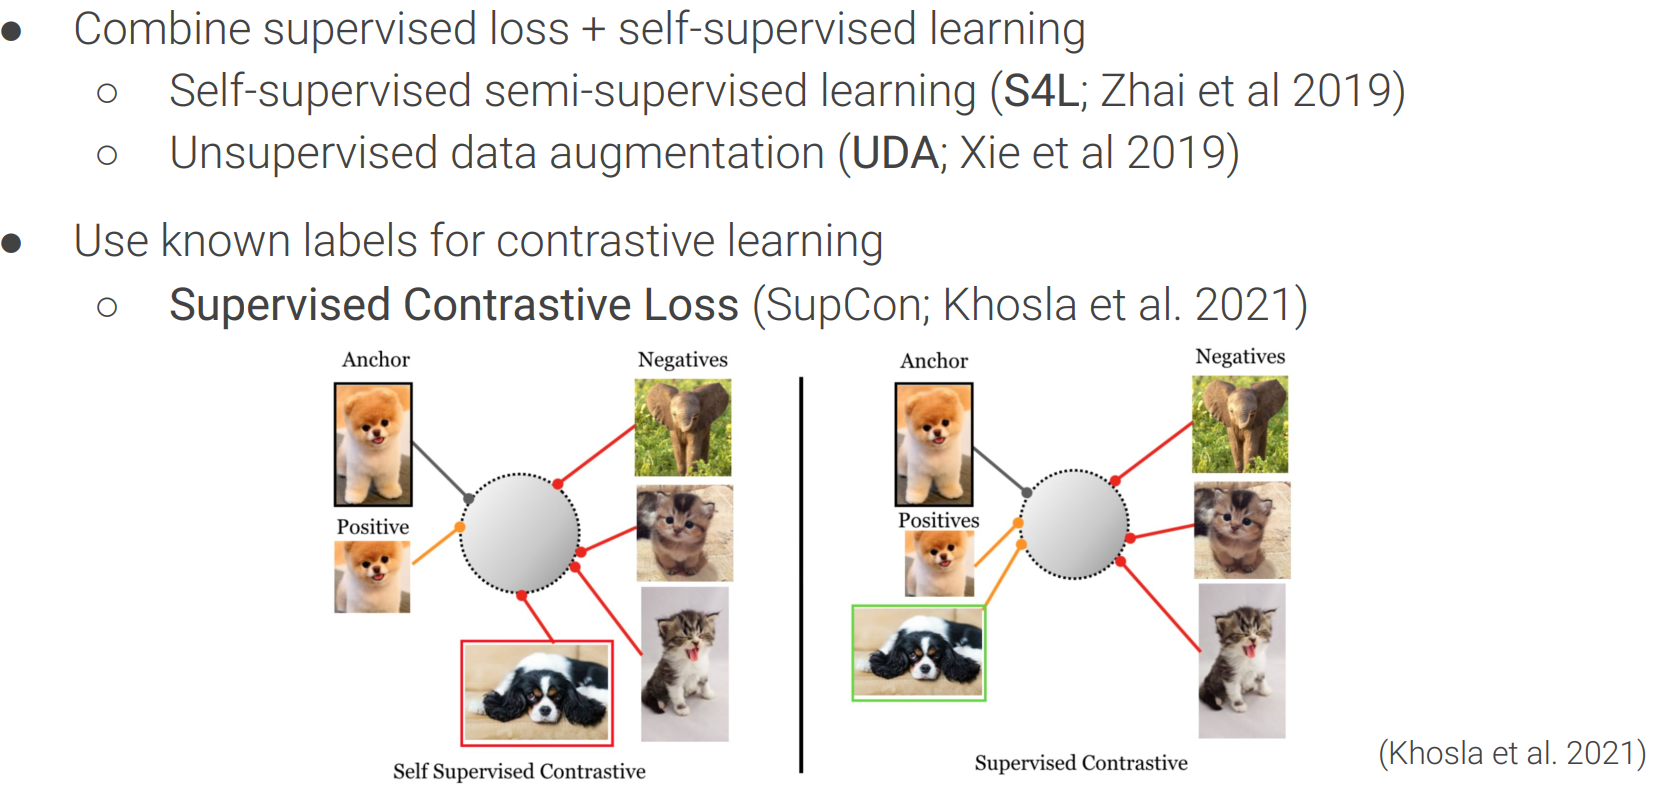 ● Combine supervised loss + self-supervised learning
○ Self-supervised semi-supervised learning (S4L; Zhai et al 2019)
○ Unsupervised data augmentation (UDA; Xie et al 2019)
● Use known labels for contrastive learning
○ Supervised Contrastive Loss (SupCon; Khosla et al. 2021)
Anchor
Negatives
Positive
Self Supervised Contrastive
Anchor
Negatives
Positives
Supervised Contrastive
(Khosla et al. 2021)